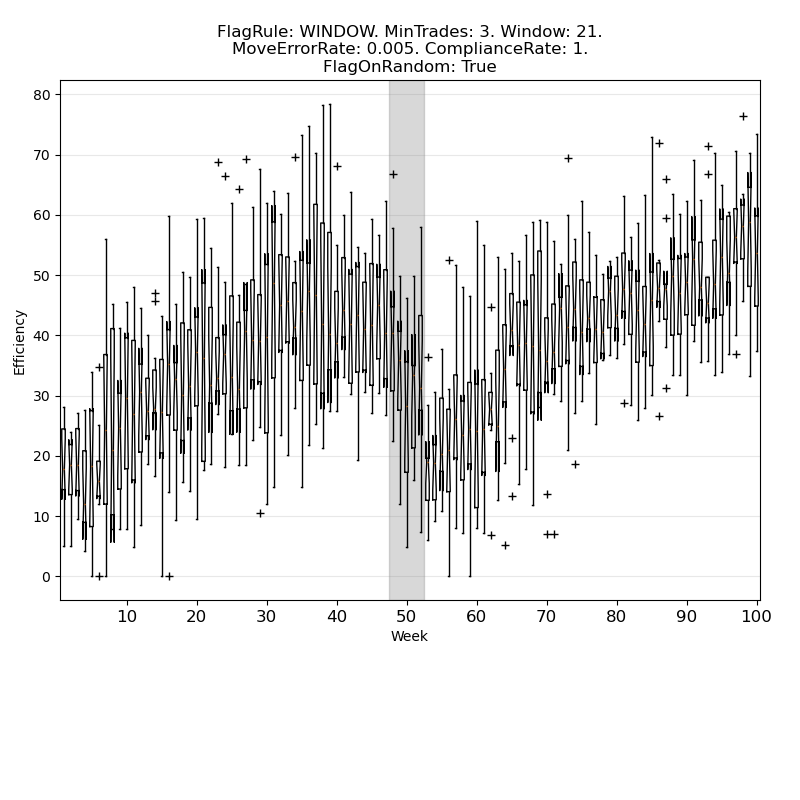 FlagRule: WINDOW. MinTrades: 3. Window: 21.
MoveErrorRate: 0.005. ComplianceRate: 1.
FlagOnRandom: True
80
70
60
50
40
30
20
10
0
Efficiency
10 20 30 40 50 60 70 80 90 100
Week